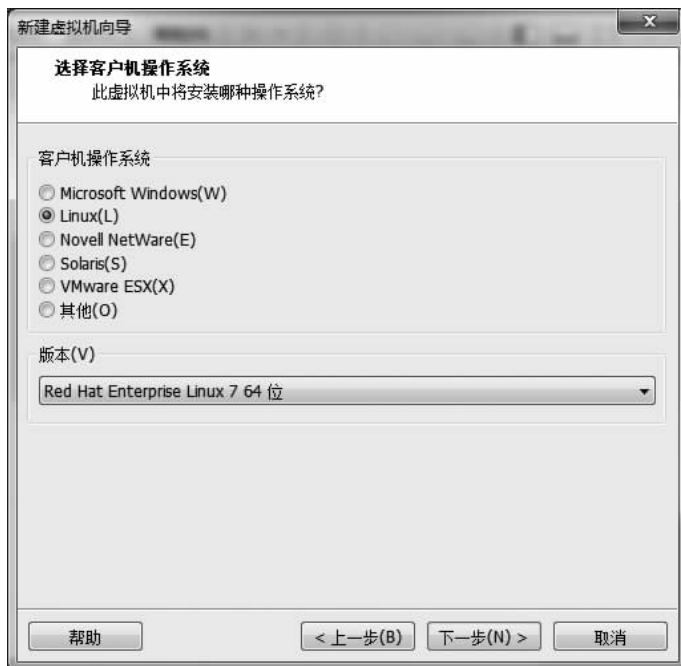 新建虚拟机向导
选择客户机操作系统
此虚拟机中将安装哪种操作系统?
客户机操作系统
Microsoft Windows(W)
Linux(L)
Novell NetWare(E)
Solaris(S)
VMware ESX(X)
其他(O)
版本(V)
Red Hat Enterprise Linux 7 64 位
帮助
< 上一步(B)
下一步(N) >
取消